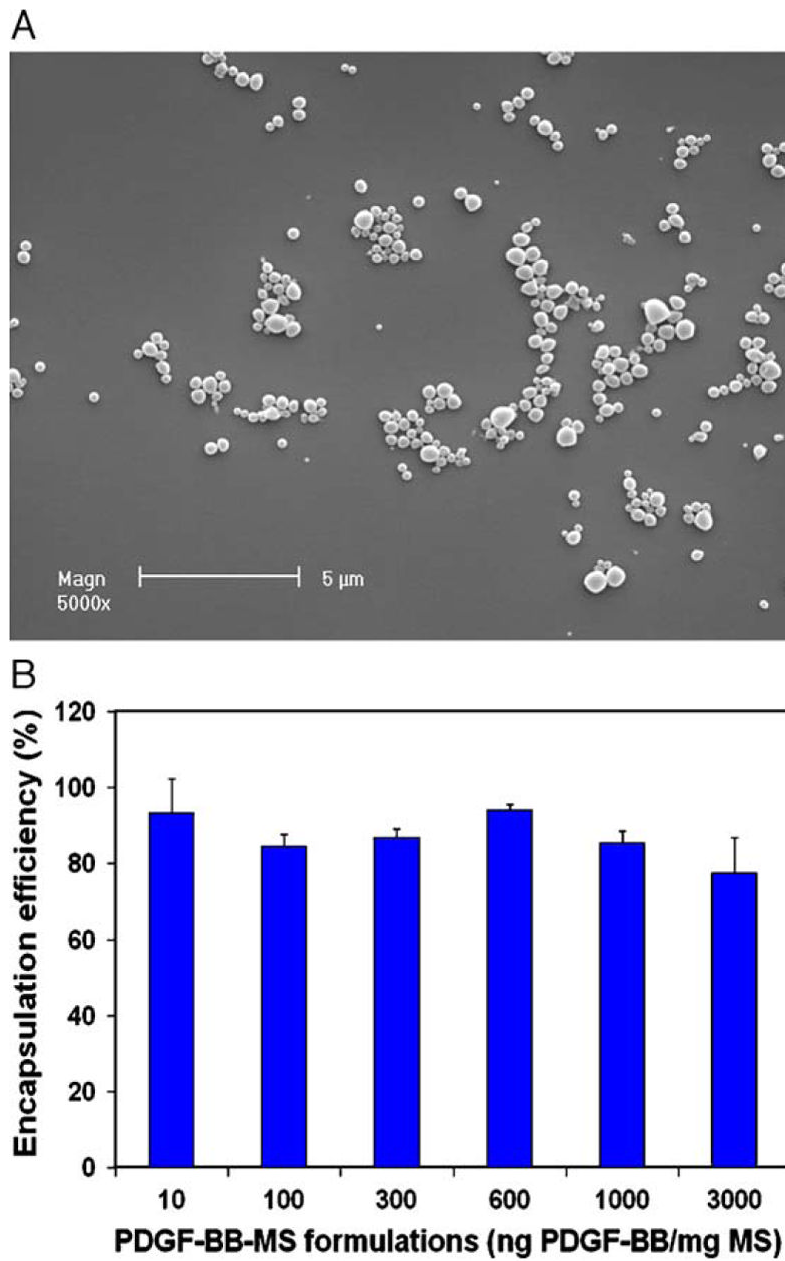 A
Magn
5000x
5 µm
B
Encapsulation efficiency (%)
120
100
80
60
40
20
0
10 100 300 600 1000 3000
PDGF-BB-MS formulations (ng PDGF-BB/mg MS)